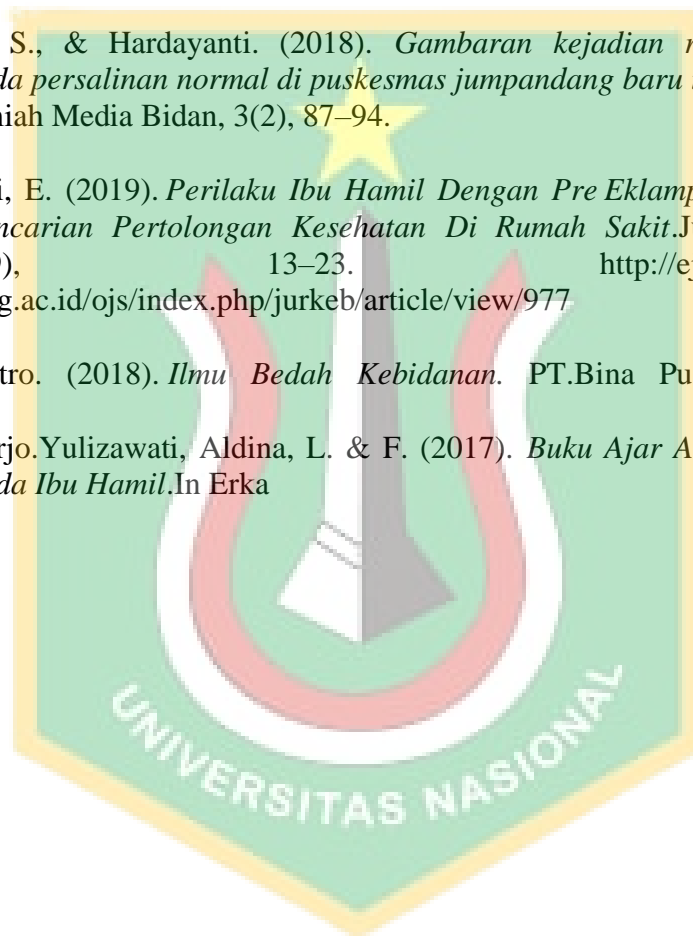 S., & Hardayanti. (2018). Gambaran kejadian
da persalinan normal di puskesmas jumpandang baru
niah Media Bidan, 3(2), 87–94.
i, E. (2019). Perilaku Ibu Hamil Dengan Pre Eklamp
ncarian Pertolongan Kesehatan Di Rumah Sakit.J
), 13–23. http://ej
g.ac.id/ojs/index.php/jurkeb/article/view/977
tro. (2018). Ilmu Bedah Kebidanan. PT.Bina Pu
rjo.Yulizawati, Aldina, L. & F. (2017). Buku Ajar A
da Ibu Hamil.In Erka
UNIVERSITAS NASIONAL